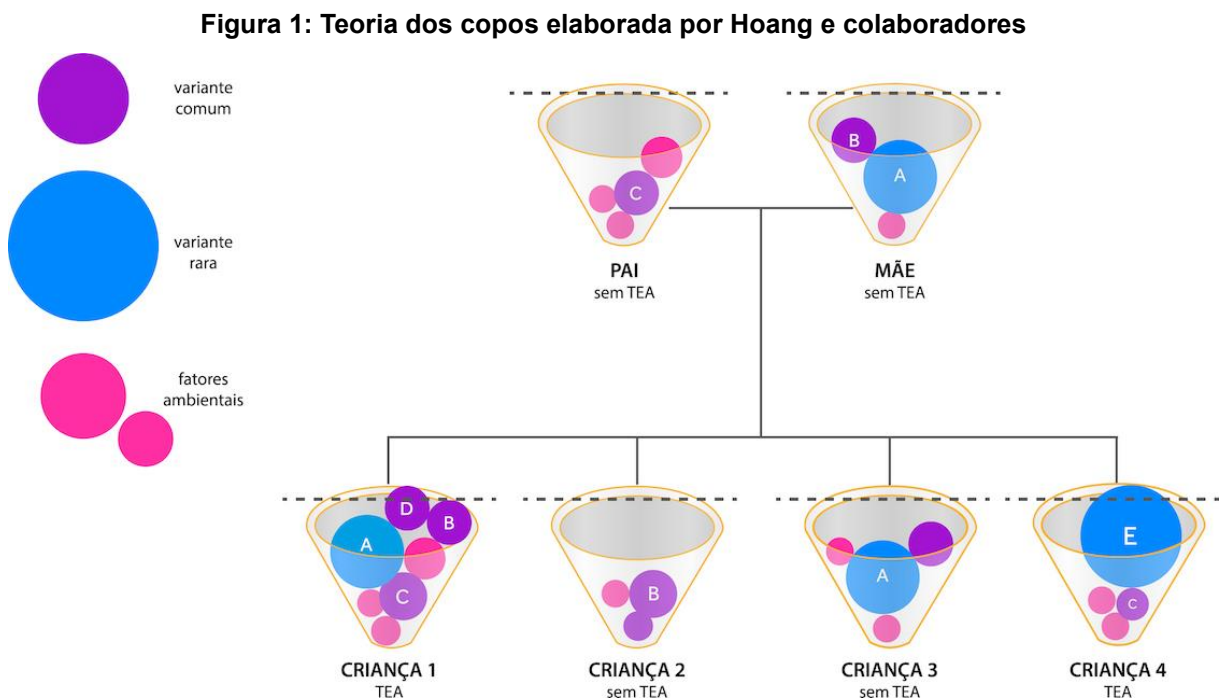 Figura 1: Teoria dos copos elaborada por Hoang e colaboradores
variante
comum
variante
rara
fatores
ambientais
C
PAI
sem TEA
B
A
MÃE
sem TEA
D
B
A
C
CRIANÇA 1
TEA
B
CRIANÇA 2
sem TEA
A
CRIANÇA 3
sem TEA
E
C
CRIANÇA 4
TEA